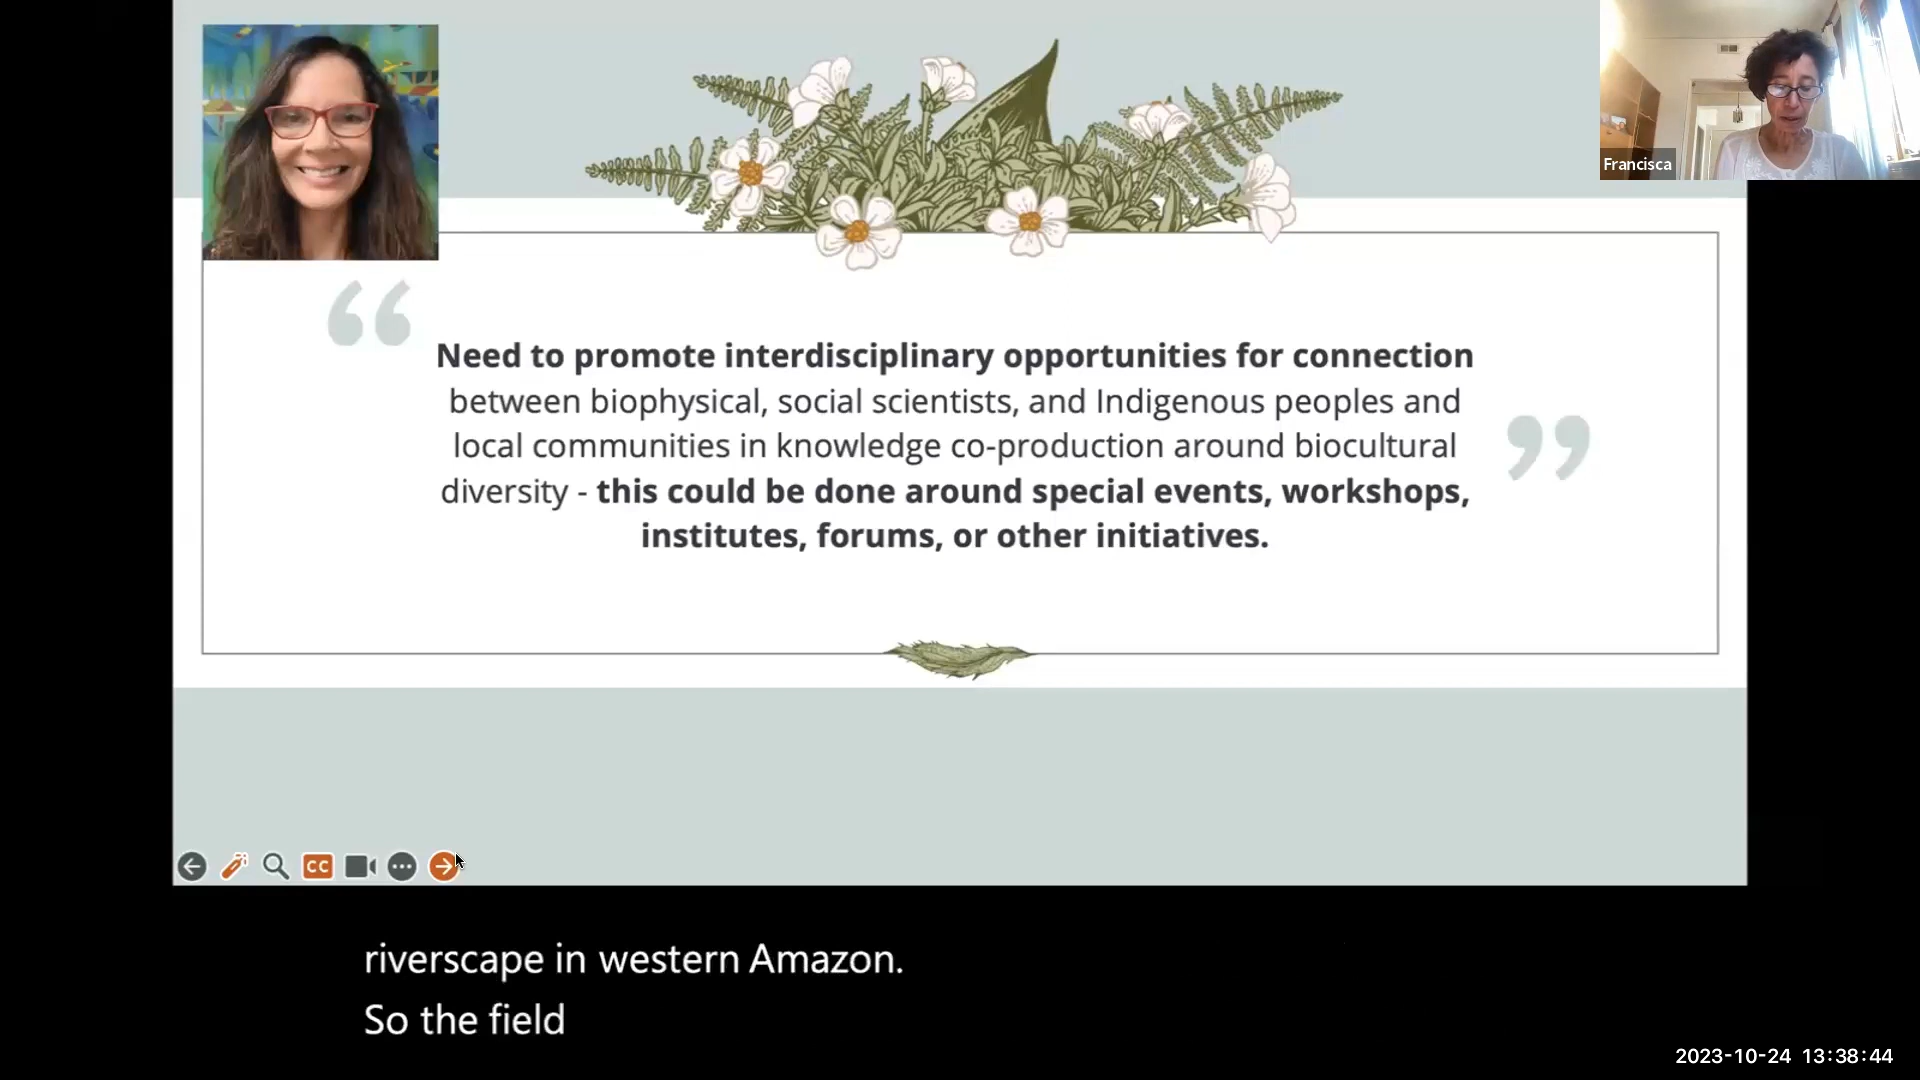 Francisca
“
Need to promote interdisciplinary opportunities for connection
between biophysical, social scientists, and Indigenous peoples and
local communities in knowledge co-production around biocultural
diversity - this could be done around special events, workshops,
institutes, forums, or other initiatives.
”
CC
riverscape in western Amazon.
So the field
2023-10-24 13:38:44